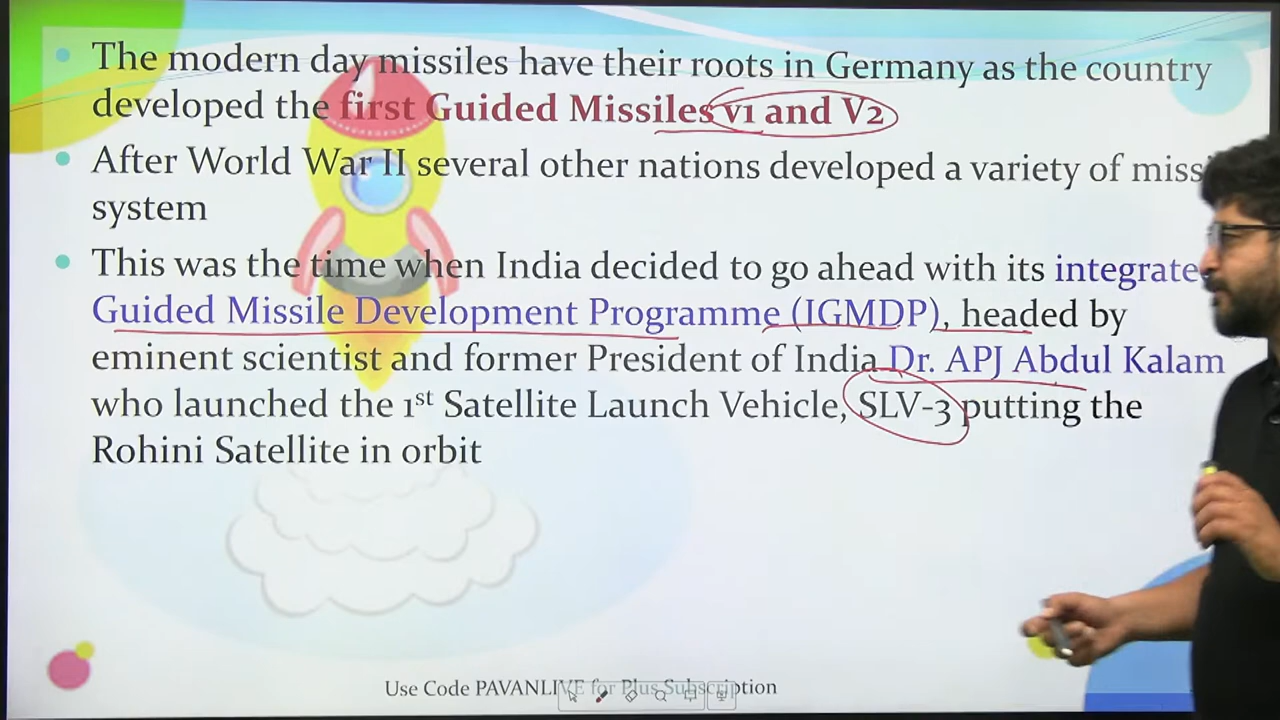 The modern day missiles have their roots in Germany as the country
developed the first Guided Missiles v1 and V2
After World War II several other nations developed a variety of
system
This was the time when India decided to go ahead with its
Guided Missile Development Programme (IGMDP), headed by
eminent scientist and former President of India Dr. APJ Abdul Kalam
who launched the 1st Satellite Launch Vehicle, SLV-3 putting the
Rohini Satellite in orbit
Use Code PAVANLIVE for Plus Subscription